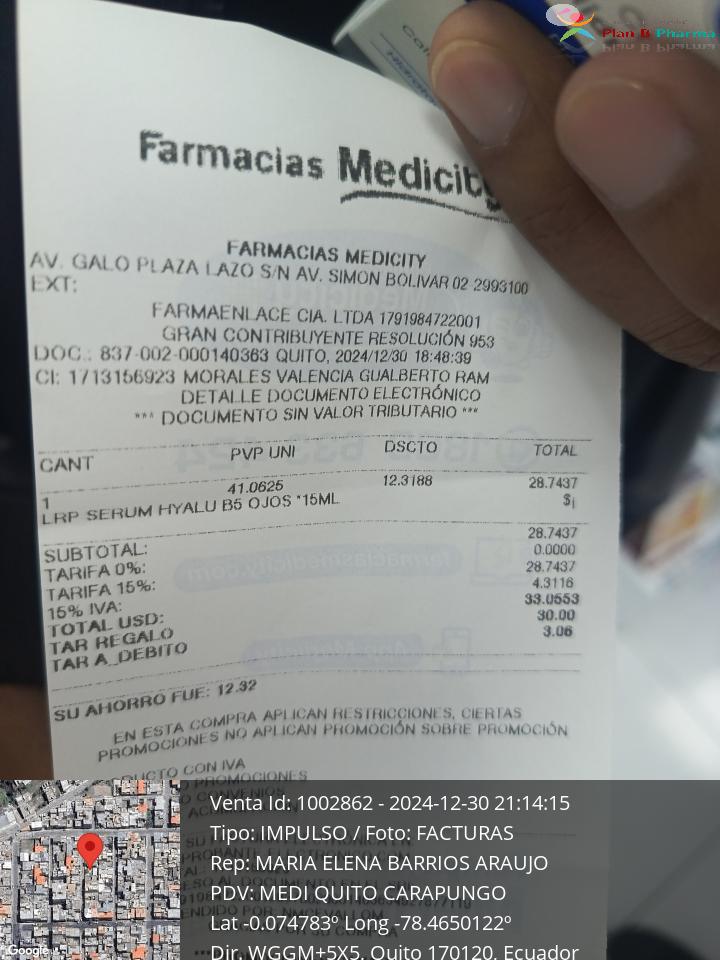 Plan B Pharma
Farmacias Medicity
FARMACIAS MEDICITY
AV. GALO PLAZA LAZO S/N AV. SIMON BOLIVAR 02-2993100
EXT:
FARMAENLACE CIA. LTDA 1791984722001
GRAN CONTRIBUYENTE RESOLUCIÓN 953
DOC.: 837-002-000140363 QUITO, 2024/12/30 18:48:39
CI: 1713156923 MORALES VALENCIA GUALBERTO RAM
DETALLE DOCUMENTO ELECTRÓNICO
*** DOCUMENTO SIN VALOR TRIBUTARIO ***
CANT PVP UNI DSCTO TOTAL
1 41.0625 12.3188 28.7437
LRP SERUM HYALU B5 OJOS *15ML $¡
SUBTOTAL: 28.7437
TARIFA 0%: 0.0000
TARIFA 15%: 28.7437
15% IVA: 4.3116
TOTAL USD: 33.0553
TAR REGALO 30.00
TAR A_DEBITO 3.06
SU AHORRO FUE: 12.32
EN ESTA COMPRA APLICAN RESTRICCIONES, CIERTAS
PROMOCIONES NO APLICAN PROMOCIÓN SOBRE PROMOCIÓN
DUCTO CON IVA
PROMOCIONES
Venta Id: 1002862 - 2024-12-30 21:14:15
Tipo: IMPULSO / Foto: FACTURAS
Rep: MARIA ELENA BARRIOS ARAUJO
PDV: MEDI QUITO CARAPUNGO
Lat -0.074783º Long -78.4650122º
Dir. WGGM+5X5, Quito 170120, Ecuador
Google